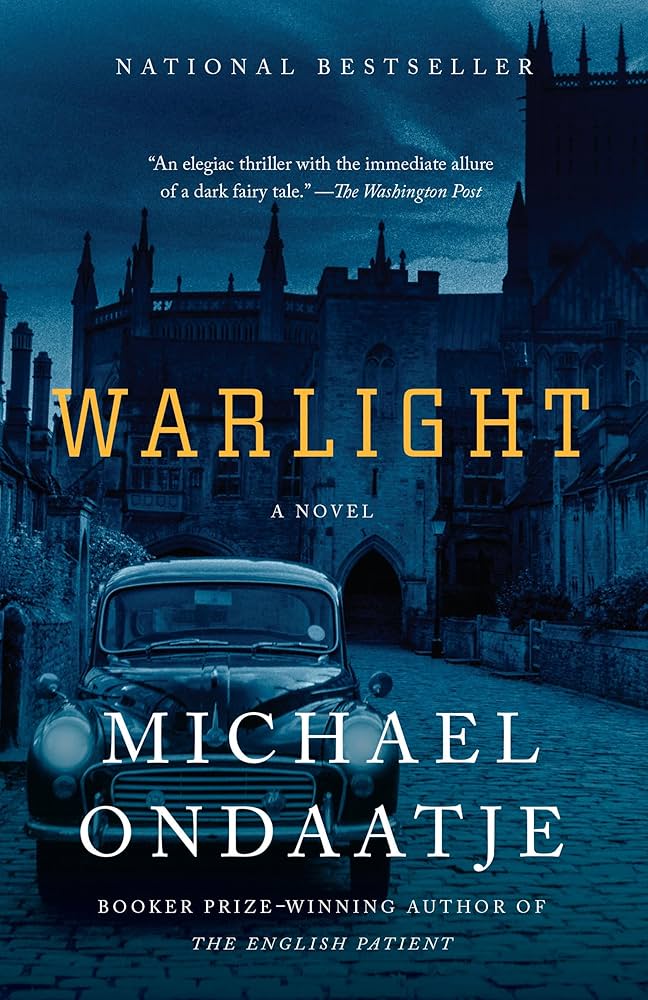 NATIONAL BESTSELLER
“An elegiac thriller with the immediate allure
of a dark fairy tale.” —The Washington Post
WARLIGHT
A NOVEL
MICHAEL
ONDAATJE
BOOKER PRIZE–WINNING AUTHOR OF
THE ENGLISH PATIENT